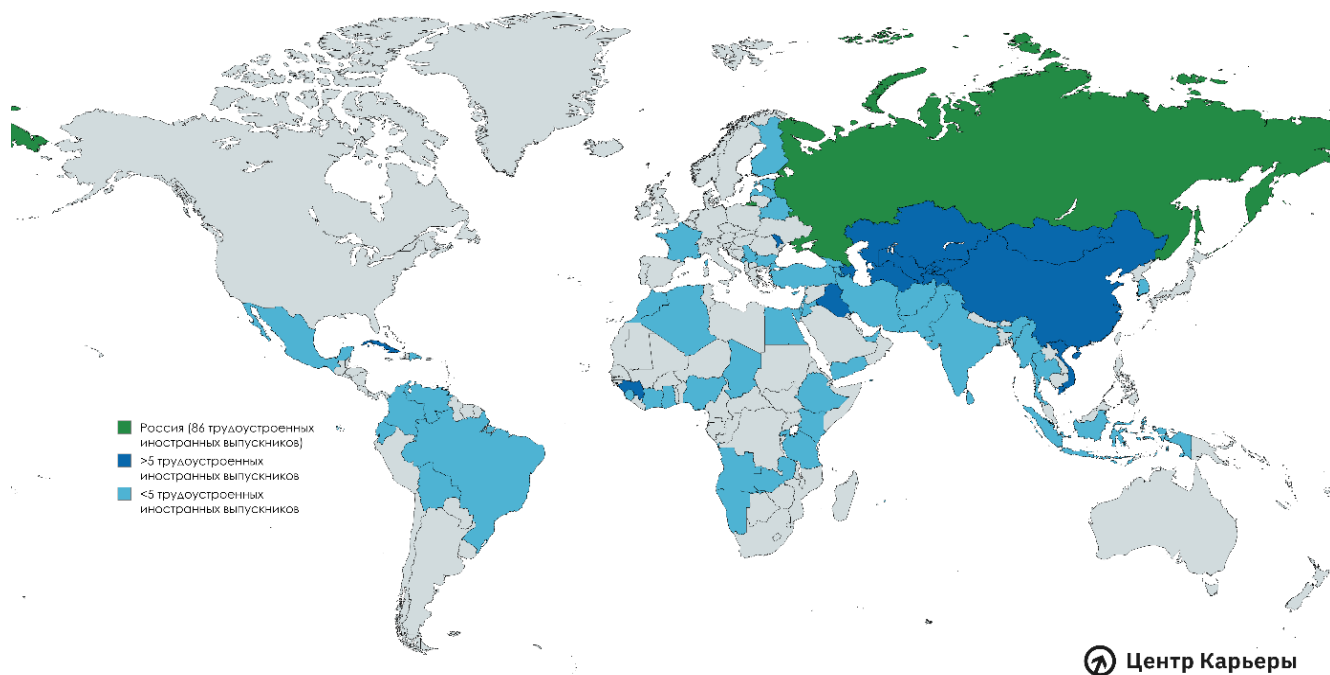 Россия (86 трудоустроенных
иностранных выпускников)
>5 трудоустроенных
иностранных выпускников
<5 трудоустроенных
иностранных выпускников
Центр Карьеры